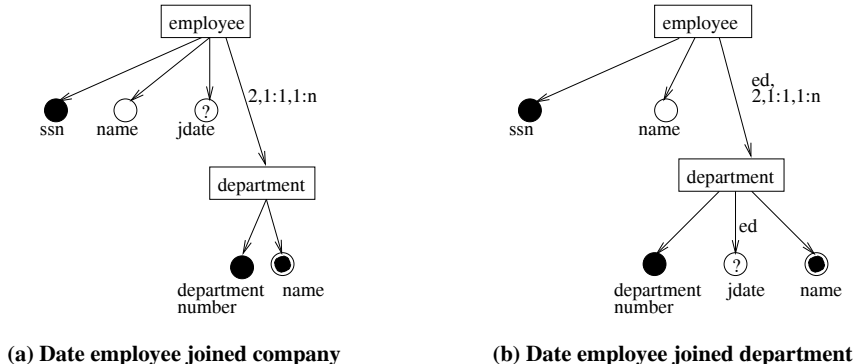 employee
2,1:1,1:n
ssn
name
?
jdate
department
department
number
name
(a) Date employee joined company
employee
ed,
2,1:1,1:n
ssn
name
department
ed
department
number
?
jdate
name
(b) Date employee joined department